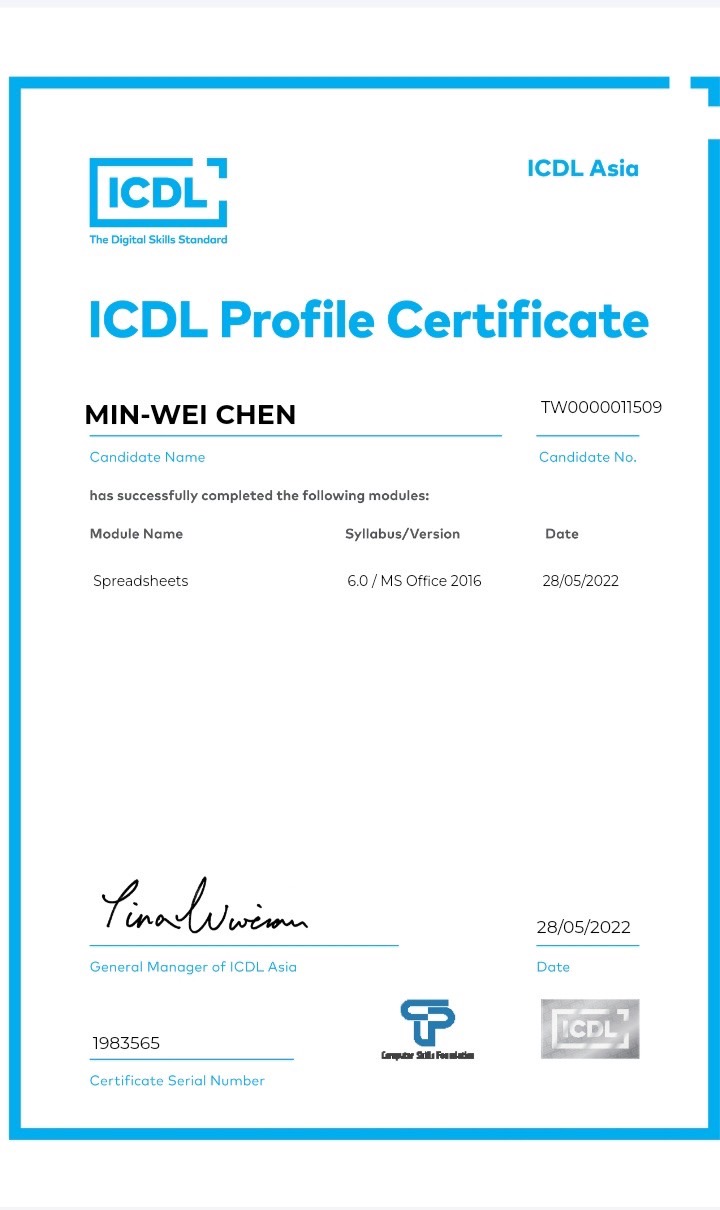 ICDL
The Digital Skills Standard
ICDL Asia
ICDL Profile Certificate
MIN-WEI CHEN
TW0000011509
Candidate Name
Candidate No.
has successfully completed the following modules:
Module Name Syllabus/Version Date
Spreadsheets 6.0 / MS Office 2016 28/05/2022
28/05/2022
General Manager of ICDL Asia
Date
1983565
Certificate Serial Number
Computer Skills Foundation
ICDL